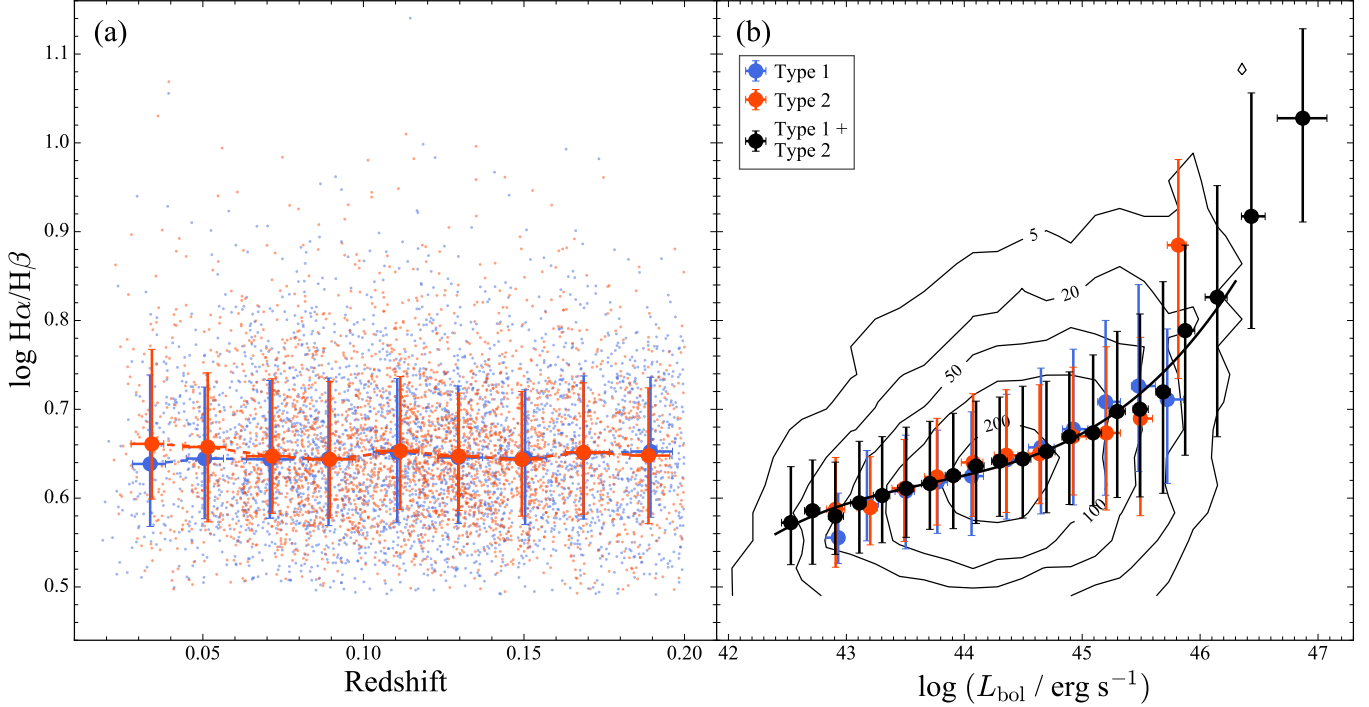 (a)
(b)
Type 1
Type 2
Type 1 +
Type 2
5
20
50
200
100
1.1
1.0
0.9
0.8
0.7
0.6
0.5
log Hα/Hβ
0.05
0.10
0.15
0.20
42
43
44
45
46
47
Redshift
log (L_bol / erg s⁻¹)